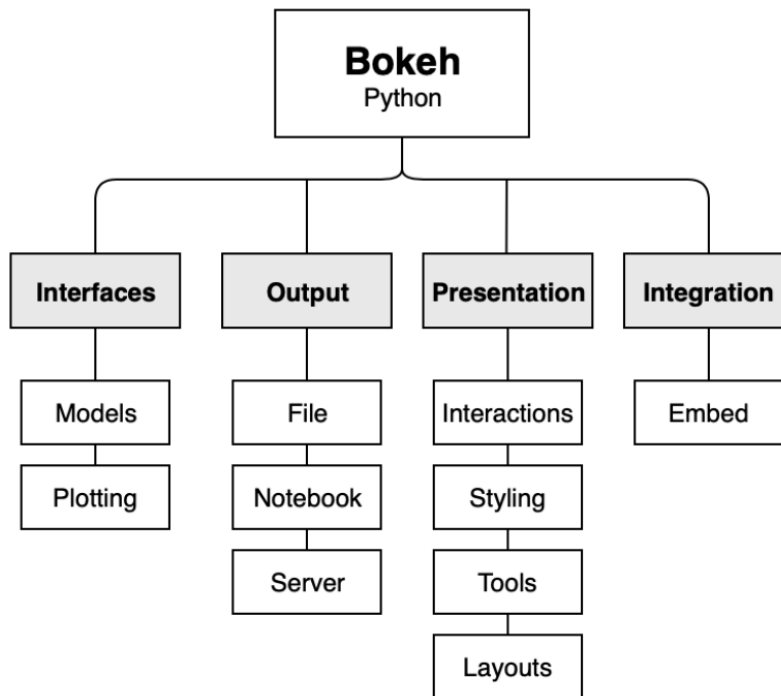 Bokeh
Python
Interfaces
Output
Presentation
Integration
Models
File
Interactions
Embed
Plotting
Notebook
Styling
Server
Tools
Layouts